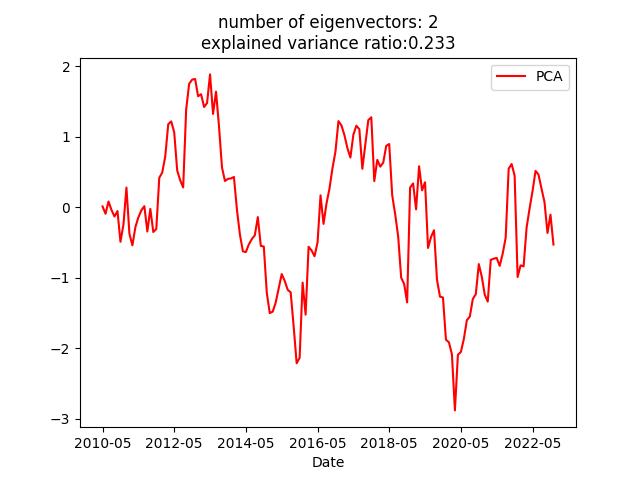 number of eigenvectors: 2
explained variance ratio:0.233
PCA
2
1
0
−1
−2
−3
2010-05 2012-05 2014-05 2016-05 2018-05 2020-05 2022-05
Date